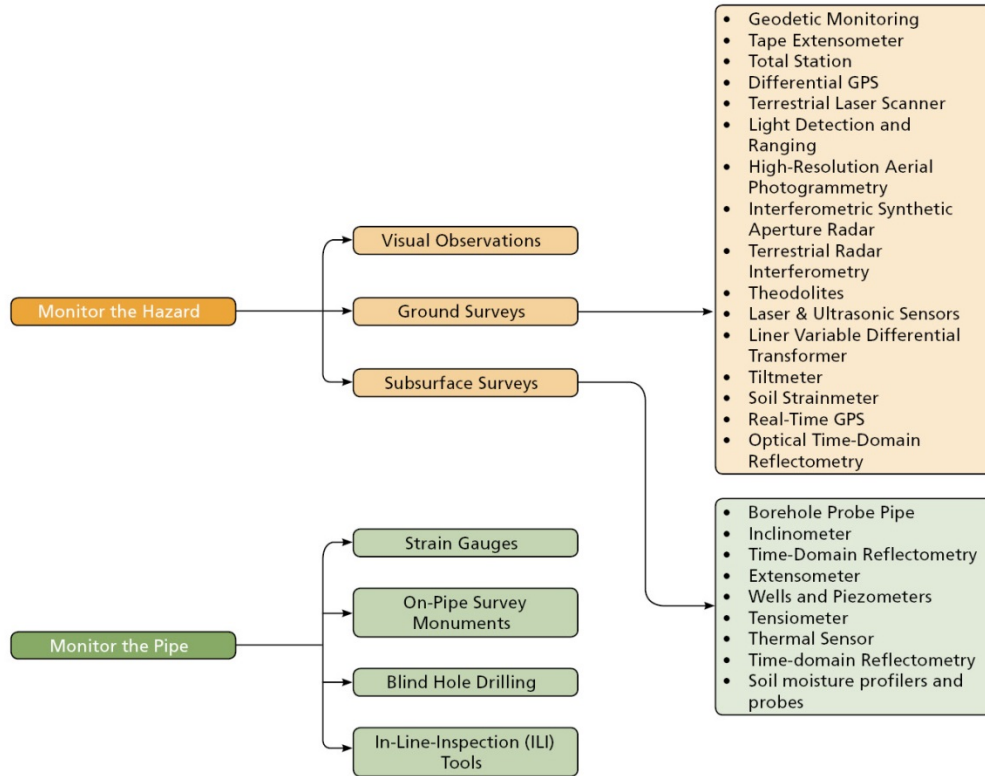 Monitor the Hazard
Visual Observations
Ground Surveys
Subsurface Surveys
• Geodetic Monitoring
• Tape Extensometer
• Total Station
• Differential GPS
• Terrestrial Laser Scanner
• Light Detection and
Ranging
• High-Resolution Aerial
Photogrammetry
• Interferometric Synthetic
Aperture Radar
• Terrestrial Radar
Interferometry
• Theodolites
• Laser & Ultrasonic Sensors
• Liner Variable Differential
Transformer
• Tiltmeter
• Soil Strainmeter
• Real-Time GPS
• Optical Time-Domain
Reflectometry
• Borehole Probe Pipe
• Inclinometer
• Time-Domain Reflectometry
• Extensometer
• Wells and Piezometers
• Tensiometer
• Thermal Sensor
• Time-domain Reflectometry
• Soil moisture profilers and
probes
Monitor the Pipe
Strain Gauges
On-Pipe Survey
Monuments
Blind Hole Drilling
In-Line-Inspection (ILI)
Tools